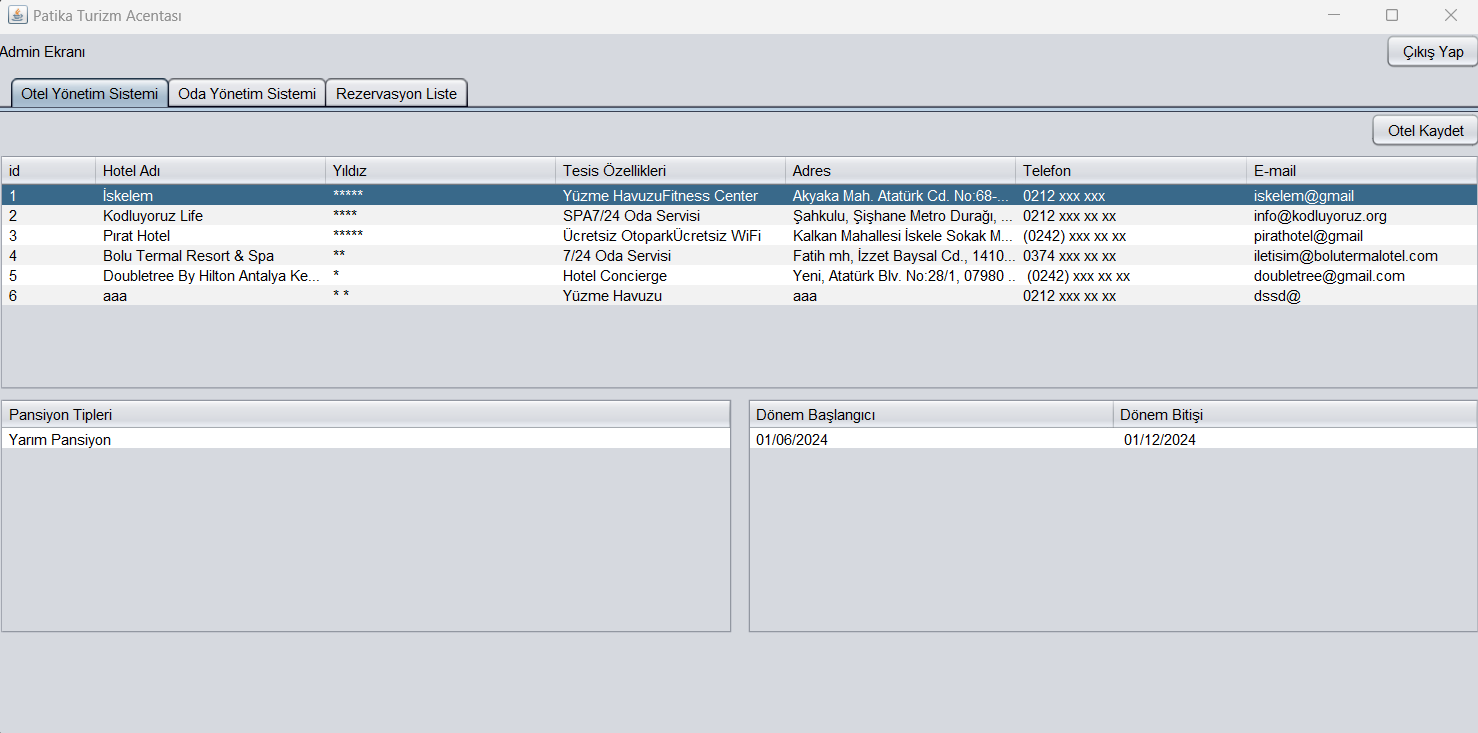 Patika Turizm Acentası
Admin Ekranı
Çıkış Yap
Otel Yönetim Sistemi Oda Yönetim Sistemi Rezervasyon Liste
Otel Kaydet
id Hotel Adı Yıldız Tesis Özellikleri Adres Telefon E-mail
1 İskelem ***** Yüzme HavuzuFitness Center Akyaka Mah. Atatürk Cd. No:68-... 0212 xxx xxx iskelem@gmail
2 Kodluyoruz Life **** SPA7/24 Oda Servisi Şahkulu, Şişhane Metro Durağı, ... 0212 xxx xx xx info@kodluyoruz.org
3 Pırat Hotel ***** Ücretsiz OtoparkÜcretsiz WiFi Kalkan Mahallesi İskele Sokak M... (0242) xxx xx xx pirathotel@gmail
4 Bolu Termal Resort & Spa ** 7/24 Oda Servisi Fatih mh, İzzet Baysal Cd., 1410... 0374 xxx xx xx iletisim@bolutermalotel.com
5 Doubletree By Hilton Antalya Ke... * Hotel Concierge Yeni, Atatürk Blv. No:28/1, 07980 ... (0242) xxx xx xx doubletree@gmail.com
6 aaa * * Yüzme Havuzu aaa 0212 xxx xx xx dssd@
Pansiyon Tipleri Dönem Başlangıcı Dönem Bitişi
Yarım Pansiyon 01/06/2024 01/12/2024